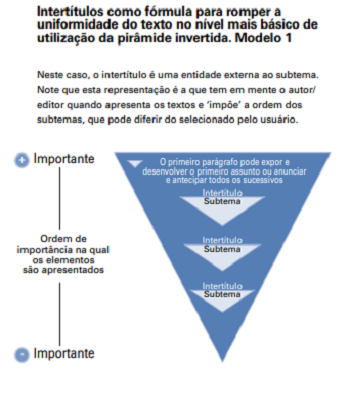 Intertítulos como fórmula para romper a
uniformidade do texto no nível mais básico de
utilização da pirâmide invertida. Modelo 1
Neste caso, o intertítulo é uma entidade externa ao subtema.
Note que esta representação é a que tem em mente o autor/
editor quando apresenta os textos e ‘impõe’ a ordem dos
subtemas, que pode diferir do selecionado pelo usuário.
+ Importante
O primeiro parágrafo pode expor e
desenvolver o primeiro assunto ou anunciar
e antecipar todos os sucessivos
Intertítulo
Subtema
Ordem de
importância na qual
os elementos
são apresentados
Intertítulo
Subtema
Intertítulo
Subtema
- Importante